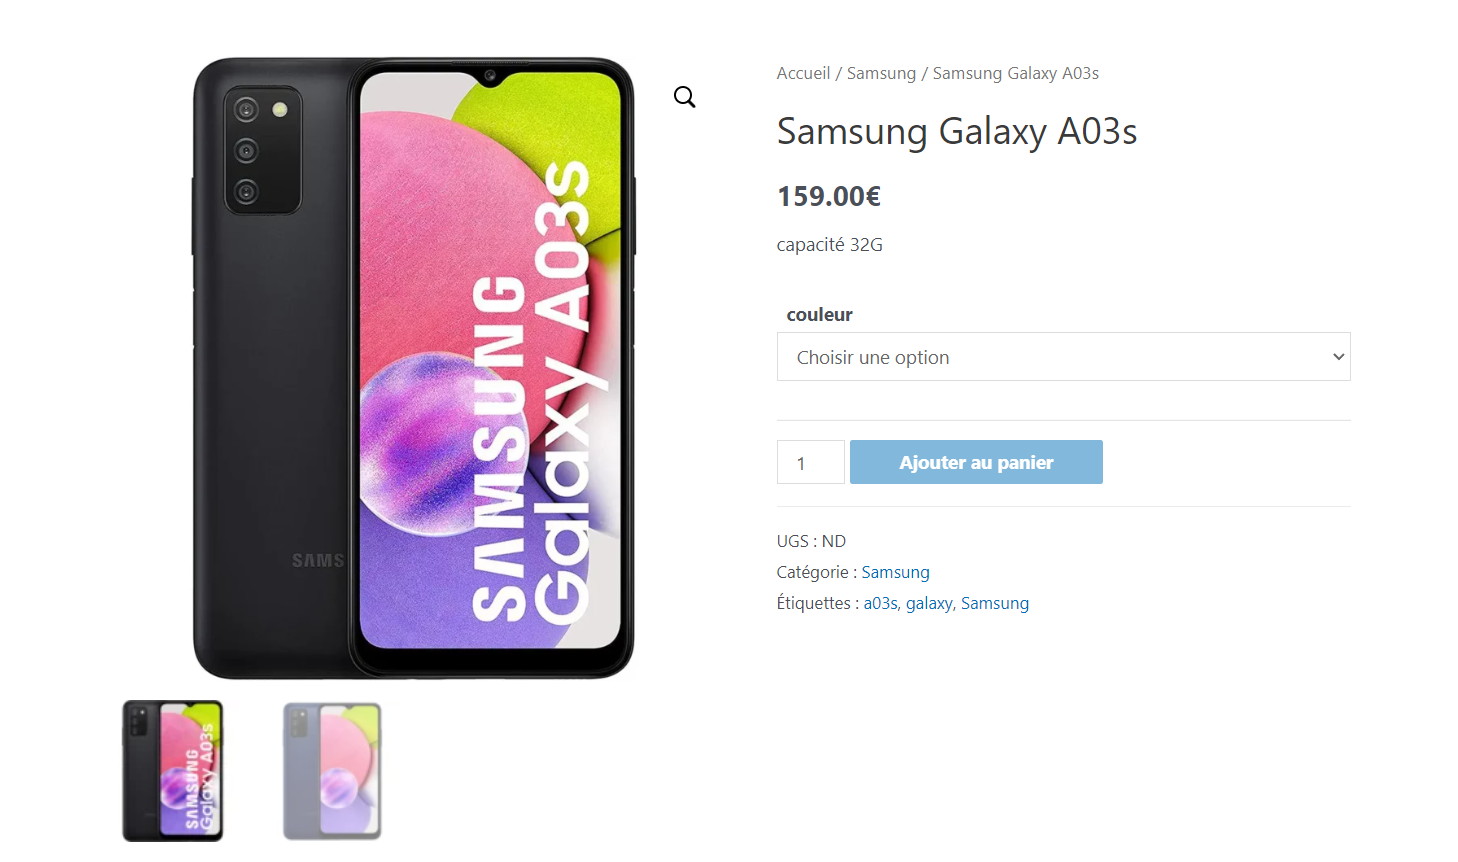 Accueil / Samsung / Samsung Galaxy A03s
Samsung Galaxy A03s
159.00€
capacité 32G
couleur
Choisir une option
1
Ajouter au panier
UGS : ND
Catégorie : Samsung
Étiquettes : a03s, galaxy, Samsung
SAMS
SAMSUNG
Galaxy A03s
SAMSUNG
Galaxy A03s